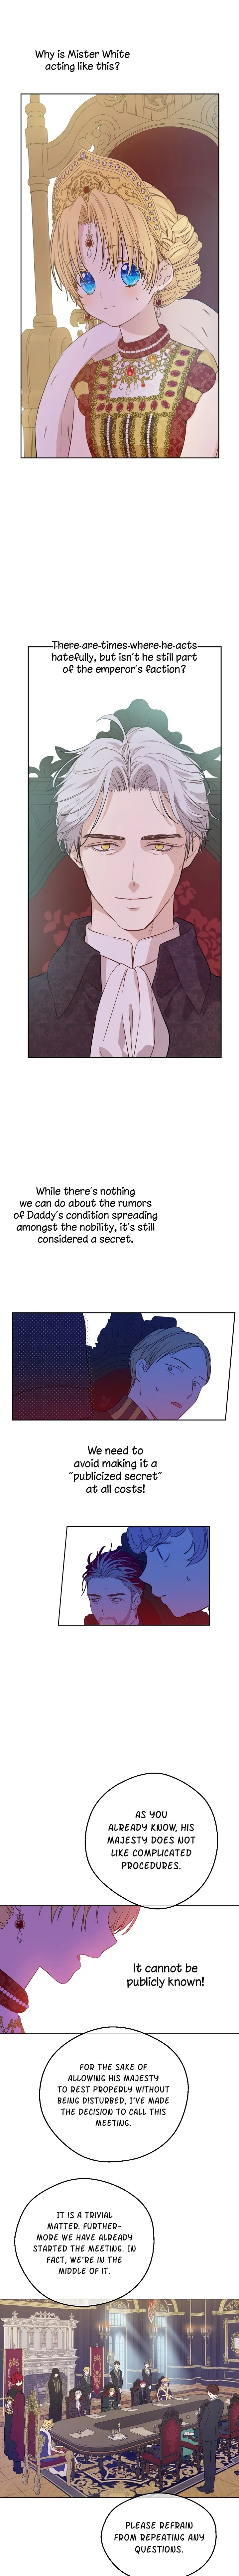 Why is Mister White
acting like this?
There are times where he acts
hatefully, but isn't he still part
of the emperor's faction?
While there's nothing
we can do about the rumors
of Daddy's condition spreading
amongst the nobility, it's still
considered a secret.
We need to
avoid making it a
"publicized secret"
at all costs!
AS YOU
ALREADY KNOW, HIS
MAJESTY DOES NOT
LIKE COMPLICATED
PROCEDURES.
It cannot be
publicly known!
FOR THE SAKE OF
ALLOWING HIS MAJESTY
TO REST PROPERLY WITHOUT
BEING DISTURBED, I'VE MADE
THE DECISION TO CALL THIS
MEETING.
IT IS A TRIVIAL
MATTER. FURTHER-
MORE WE HAVE ALREADY
STARTED THE MEETING. IN
FACT, WE'RE IN THE
MIDDLE OF IT.
PLEASE REFRAIN
FROM REPEATING ANY
QUESTIONS.